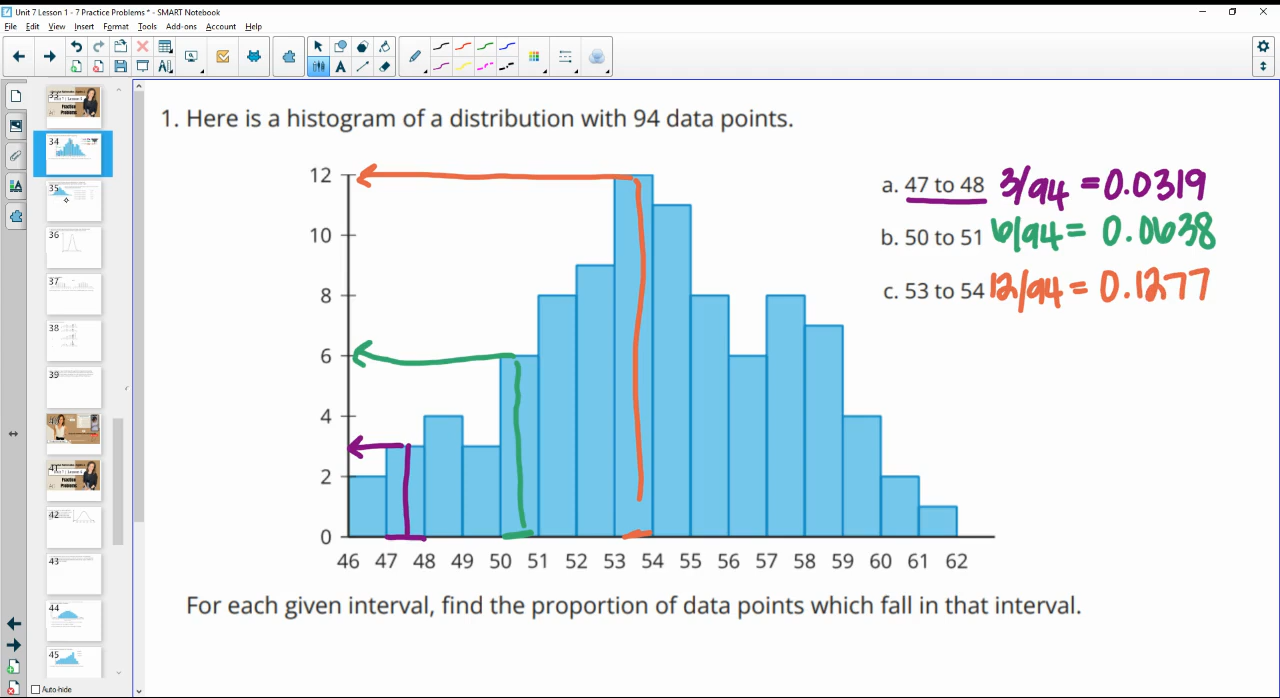 Unit 7 Lesson 1 - 7 Practice Problems * - SMART Notebook
File Edit View Insert Format Tools Add-ons Account Help
1. Here is a histogram of a distribution with 94 data points.
12
10
8
6
4
2
0
46 47 48 49 50 51 52 53 54 55 56 57 58 59 60 61 62
a. 47 to 48 3/94 = 0.0319
b. 50 to 51 6/94 = 0.0638
c. 53 to 54 12/94 = 0.1277
For each given interval, find the proportion of data points which fall in that interval.
33
34
35
36
37
38
39
41
42
43
44
45
Auto-hide